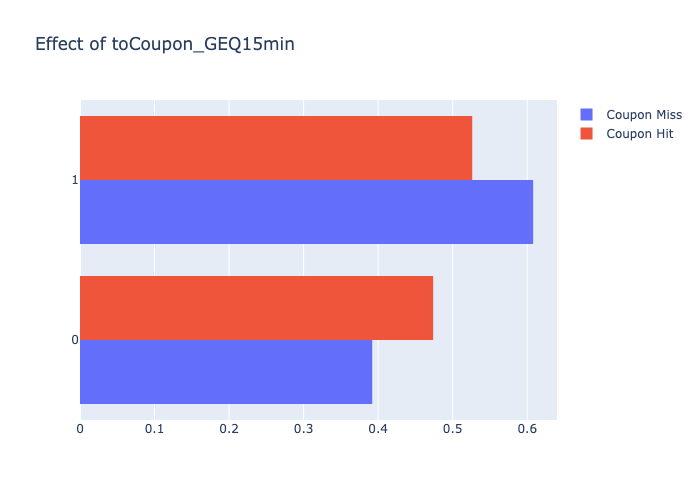 Effect of toCoupon_GEQ15min
Coupon Miss
Coupon Hit
1
0
0 0.1 0.2 0.3 0.4 0.5 0.6